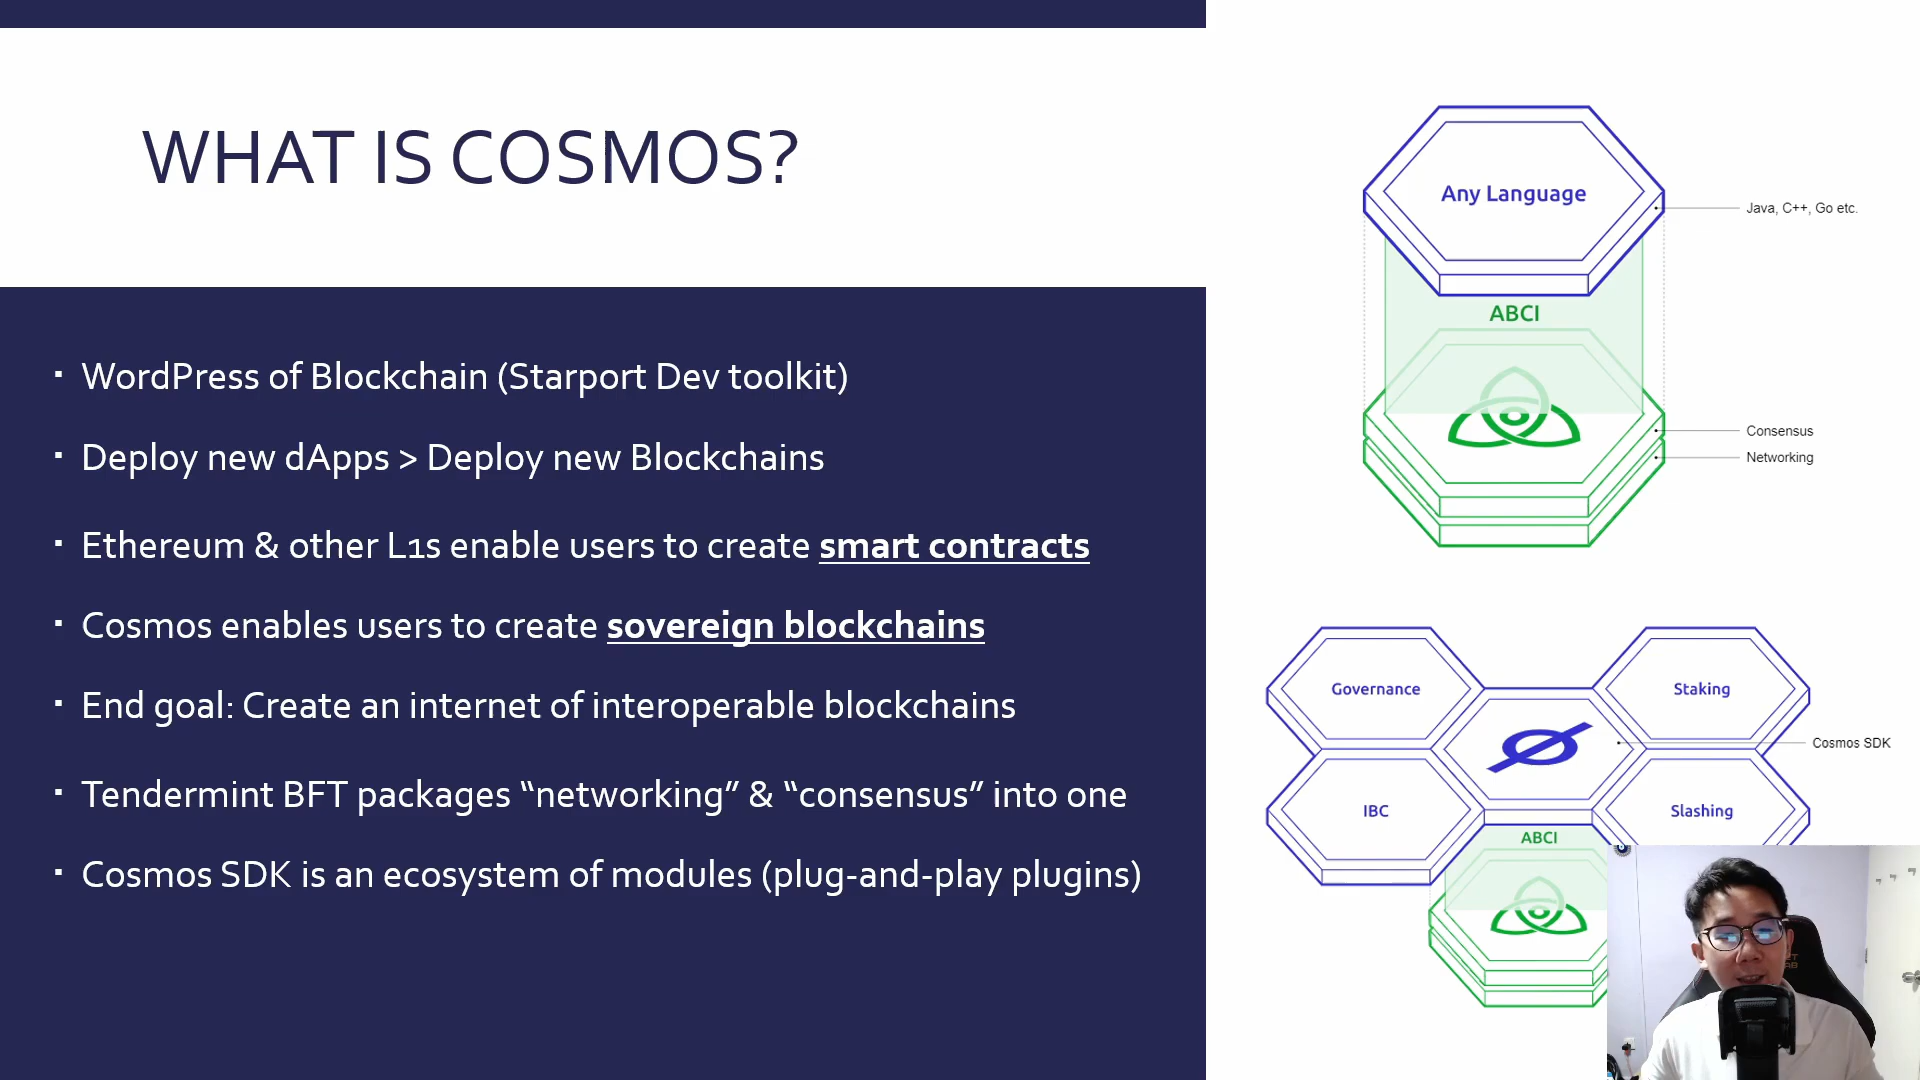 WHAT IS COSMOS?
▪ WordPress of Blockchain (Starport Dev toolkit)
▪ Deploy new dApps > Deploy new Blockchains
▪ Ethereum & other L1s enable users to create smart contracts
▪ Cosmos enables users to create sovereign blockchains
▪ End goal: Create an internet of interoperable blockchains
▪ Tendermint BFT packages “networking” & “consensus” into one
▪ Cosmos SDK is an ecosystem of modules (plug-and-play plugins)
Any Language
Java, C++, Go etc.
ABCI
Consensus
Networking
Governance
Staking
Cosmos SDK
IBC
Slashing
ABCI